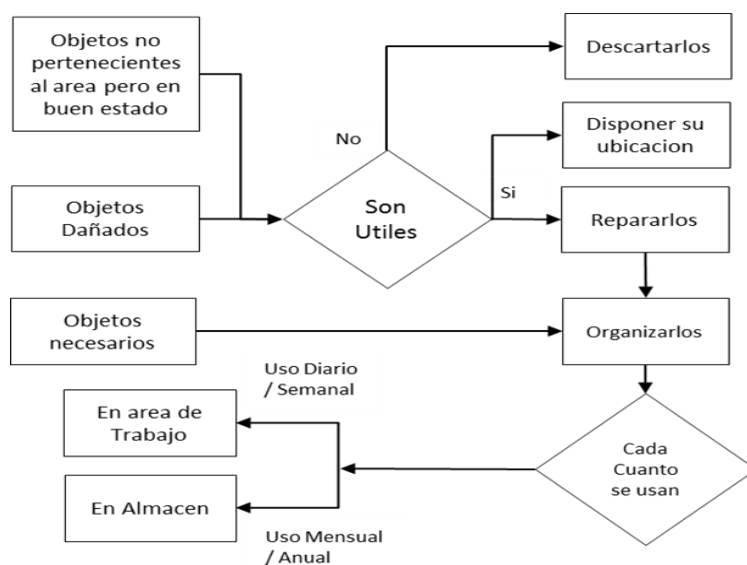 Objetos no
pertenecientes
al area pero en
buen estado
Descartarlos
No
Disponer su
ubicacion
Si
Objetos
Dañados
Son
Utiles
Repararlos
Objetos
necesarios
Organizarlos
Uso Diario
/ Semanal
En area de
Trabajo
Cada
Cuanto
se usan
En Almacen
Uso Mensual
/ Anual